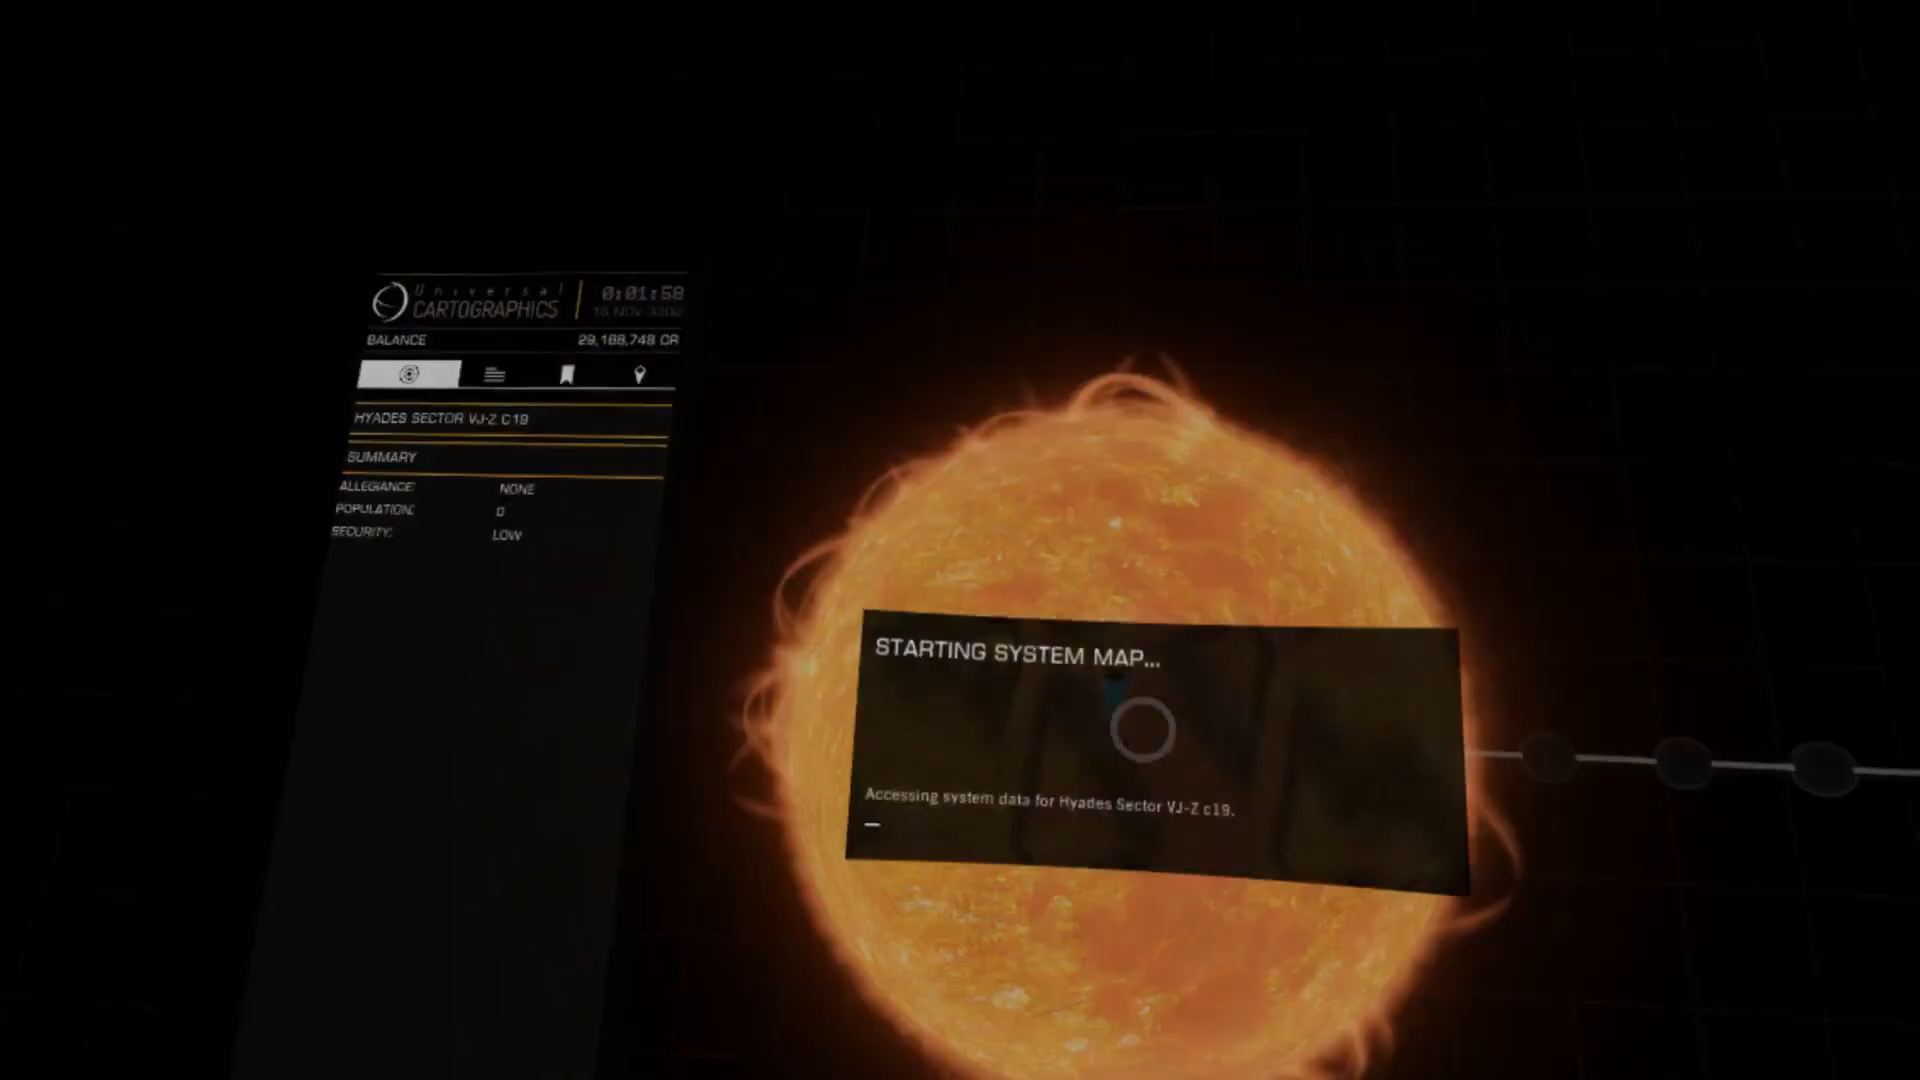 Universal
CARTOGRAPHICS
0:01:58
NOV
BALANCE 29,188,748 CR
HYADES SECTOR VJ-Z C19
SUMMARY
ALLEGIANCE: NONE
POPULATION: 0
SECURITY: LOW
STARTING SYSTEM MAP...
Accessing system data for Hyades Sector VJ-Z c19.